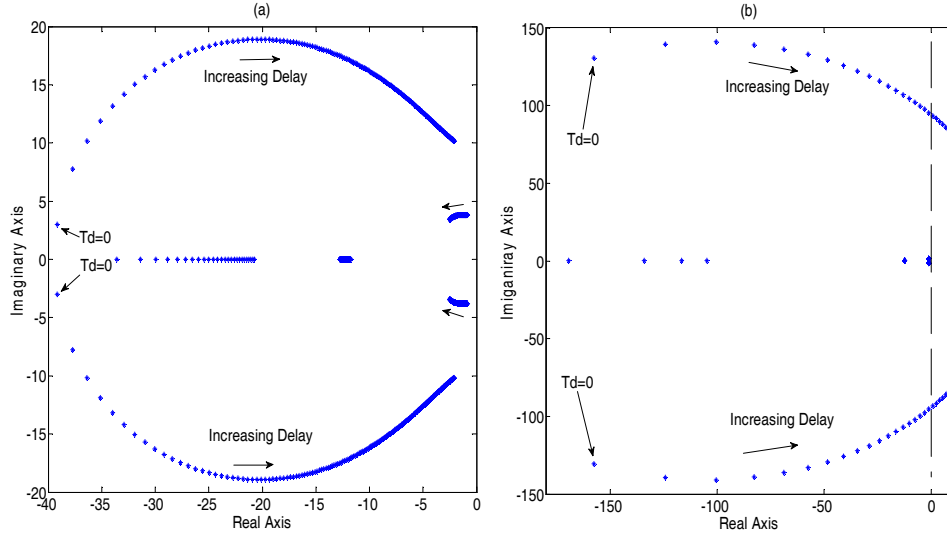 (a)
20
15
10
5
0
-5
-10
-15
-20
Imaginary Axis
-40
-35
-30
-25
-20
-15
-10
-5
0
Real Axis
Increasing Delay
Td=0
Td=0
Increasing Delay
(b)
150
100
50
0
-50
-100
-150
Imiganiray Axis
-150
-100
-50
0
Real Axis
Increasing Delay
Td=0
Td=0
Increasing Delay